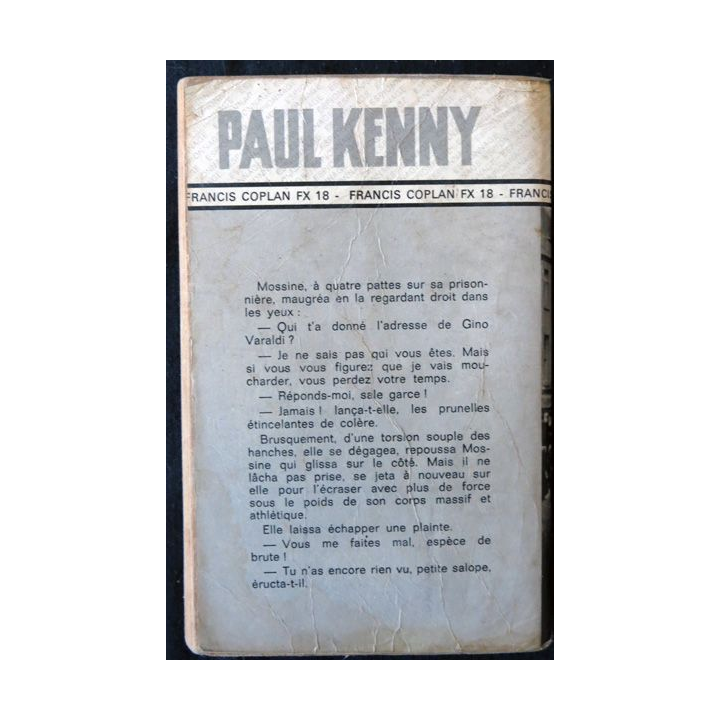 PAUL KENNY
FRANCIS COPLAN FX 18 - FRANCIS COPLAN FX 18 - FRANCIS
Mossine, à quatre pattes sur sa prison-
nière, maugréa en la regardant droit dans
les yeux :
— Qui t'a donné l'adresse de Gino
Varaldi ?
— Je ne sais pas qui vous êtes. Mais
si vous vous figurez que je vais mou-
charder, vous perdez votre temps.
— Réponds-moi, sale garce !
— Jamais ! lança-t-elle, les prunelles
étincelantes de colère.
Brusquement, d'une torsion souple des
hanches, elle se dégagea, repoussa Mos-
sine qui glissa sur le côté. Mais il ne
lâcha pas prise, se jeta à nouveau sur
elle pour l'écraser avec plus de force
sous le poids de son corps massif et
athlétique.
Elle laissa échapper une plainte.
— Vous me faites mal, espèce de
brute !
— Tu n'as encore rien vu, petite salope,
éructa-t-il.